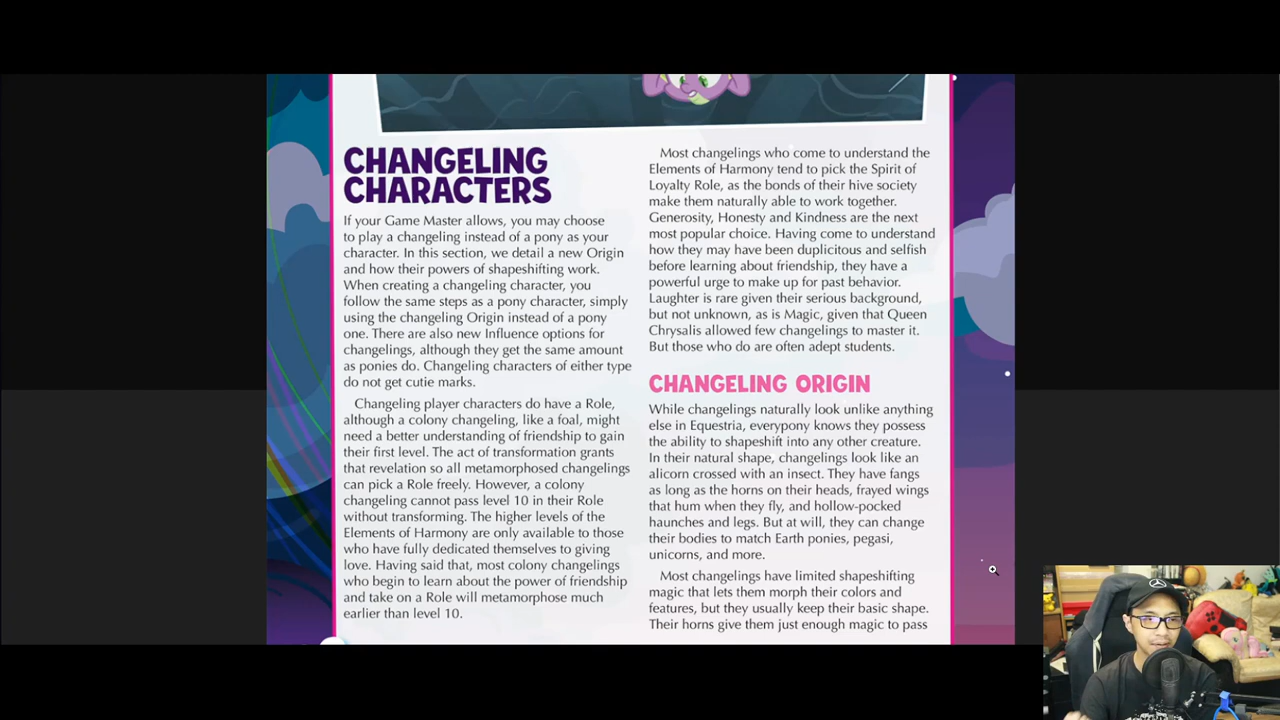 CHANGELING
CHARACTERS
If your Game Master allows, you may choose
to play a changeling instead of a pony as your
character. In this section, we detail a new Origin
and how their powers of shapeshifting work.
When creating a changeling character, you
follow the same steps as a pony character, simply
using the changeling Origin instead of a pony
one. There are also new Influence options for
changelings, although they get the same amount
as ponies do. Changeling characters of either type
do not get cutie marks.
Changeling player characters do have a Role,
although a colony changeling, like a foal, might
need a better understanding of friendship to gain
their first level. The act of transformation grants
that revelation so all metamorphosed changelings
can pick a Role freely. However, a colony
changeling cannot pass level 10 in their Role
without transforming. The higher levels of the
Elements of Harmony are only available to those
who have fully dedicated themselves to giving
love. Having said that, most colony changelings
who begin to learn about the power of friendship
and take on a Role will metamorphose much
earlier than level 10.
Most changelings who come to understand the
Elements of Harmony tend to pick the Spirit of
Loyalty Role, as the bonds of their hive society
make them naturally able to work together.
Generosity, Honesty and Kindness are the next
most popular choice. Having come to understand
how they may have been duplicitous and selfish
before learning about friendship, they have a
powerful urge to make up for past behavior.
Laughter is rare given their serious background,
but not unknown, as is Magic, given that Queen
Chrysalis allowed few changelings to master it.
But those who do are often adept students.
CHANGELING ORIGIN
While changelings naturally look unlike anything
else in Equestria, everypony knows they possess
the ability to shapeshift into any other creature.
In their natural shape, changelings look like an
alicorn crossed with an insect. They have fangs
as long as the horns on their heads, frayed wings
that hum when they fly, and hollow-pocked
haunches and legs. But at will, they can change
their bodies to match Earth ponies, pegasi,
unicorns, and more.
Most changelings have limited shapeshifting
magic that lets them morph their colors and
features, but they usually keep their basic shape.
Their horns give them just enough magic to pass